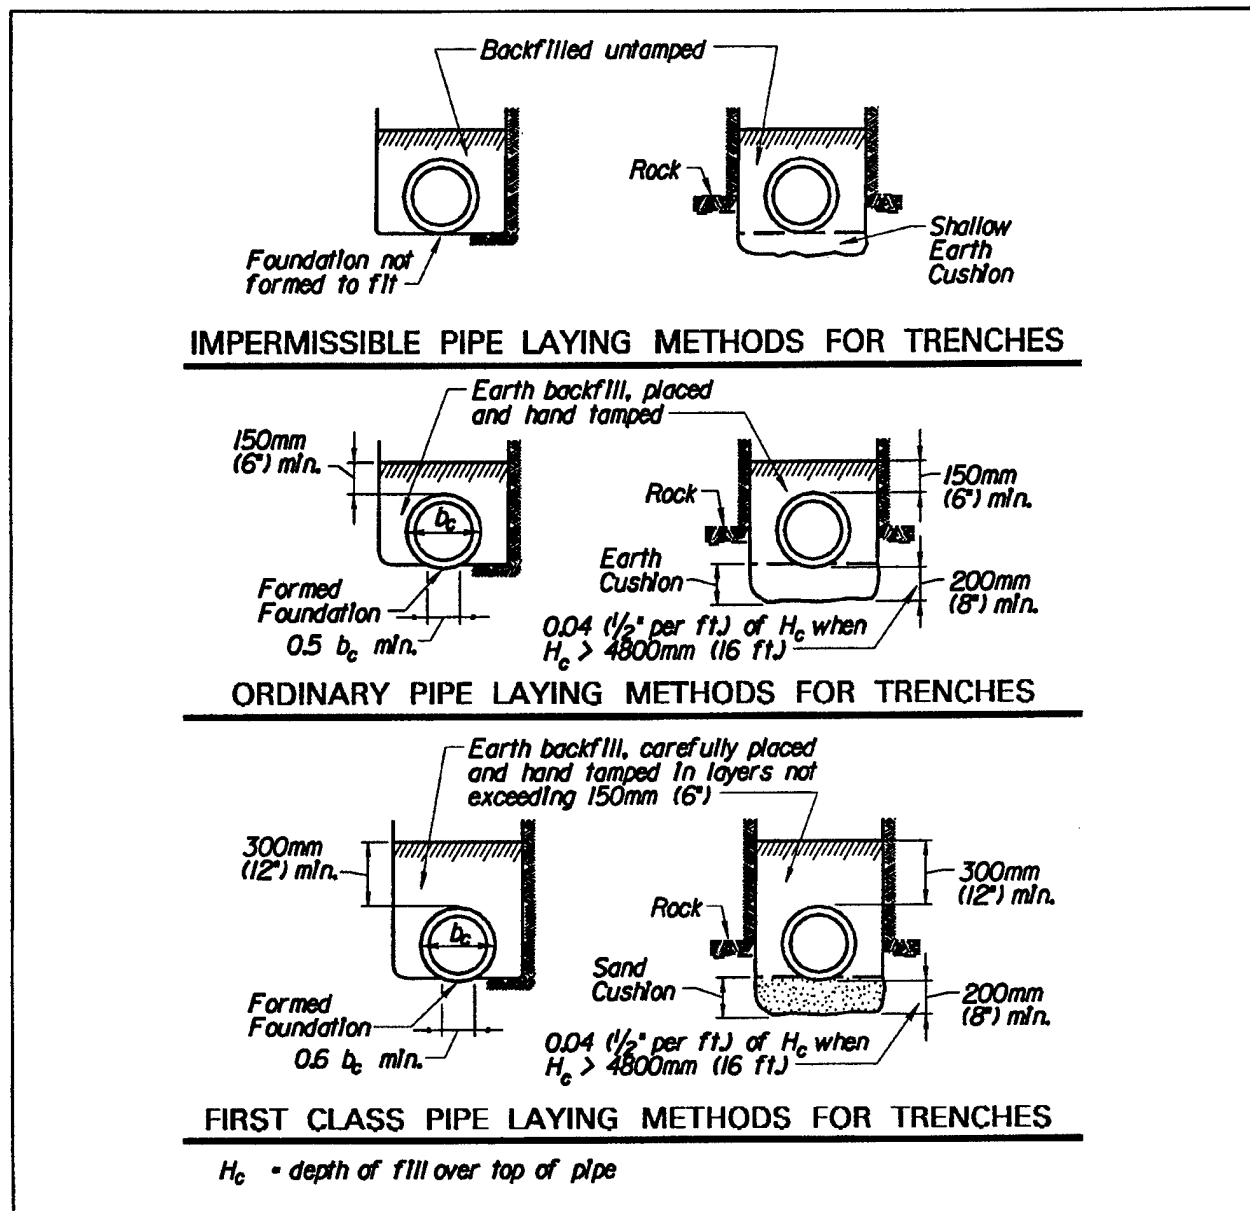 Backfilled untamped
Rock
Foundation not
formed to fit
Shallow
Earth
Cushion
IMPERMISSIBLE PIPE LAYING METHODS FOR TRENCHES
Earth backfill, placed
and hand tamped
150mm
(6") min.
b_c
Formed
Foundation
0.5 b_c min.
Rock
Earth
Cushion
150mm
(6") min.
200mm
(8") min.
0.04 (1/2" per ft.) of H_c when
H_c > 4800mm (16 ft.)
ORDINARY PIPE LAYING METHODS FOR TRENCHES
Earth backfill, carefully placed
and hand tamped in layers not
exceeding 150mm (6")
300mm
(12") min.
b_c
Formed
Foundation
0.6 b_c min.
Rock
Sand
Cushion
300mm
(12") min.
200mm
(8") min.
0.04 (1/2" per ft.) of H_c when
H_c > 4800mm (16 ft.)
FIRST CLASS PIPE LAYING METHODS FOR TRENCHES
H_c = depth of fill over top of pipe